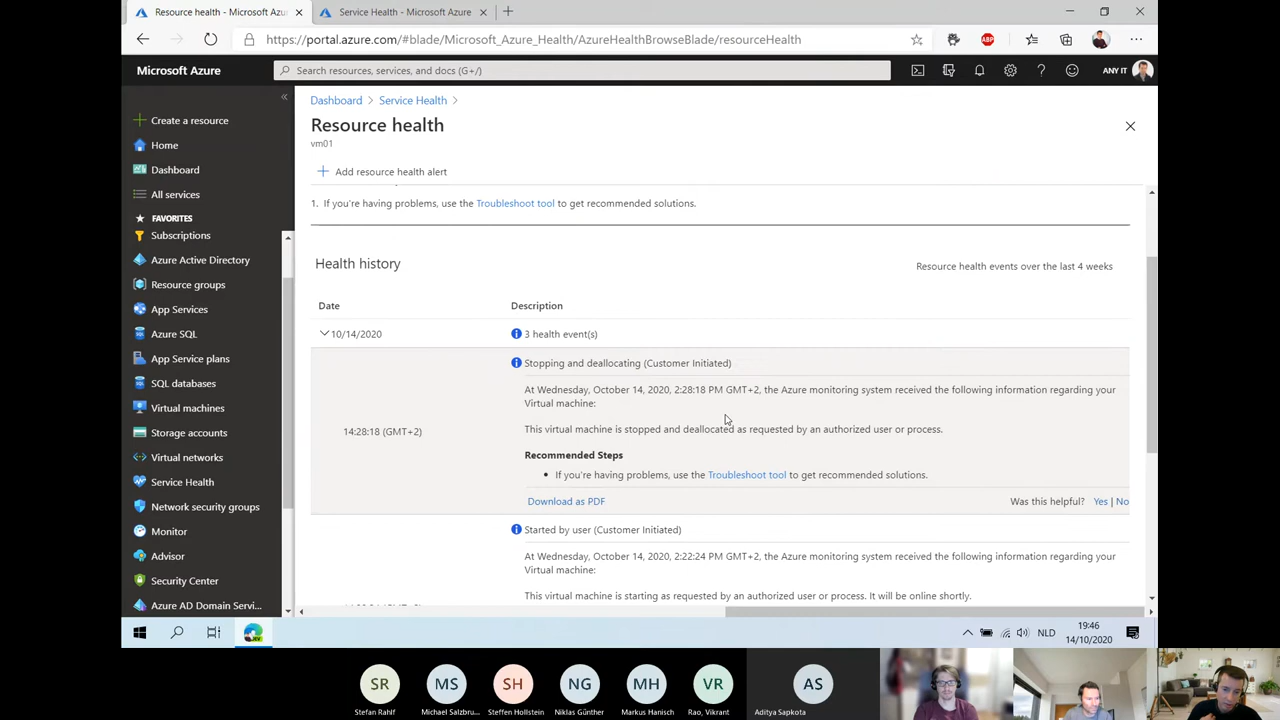 Resource health - Microsoft Azu
Service Health - Microsoft Azure
https://portal.azure.com/#blade/Microsoft_Azure_Health/AzureHealthBrowseBlade/resourceHealth
ABP
Microsoft Azure
Search resources, services, and docs (G+/)
ANY IT
Create a resource
Home
Dashboard
All services
FAVORITES
Subscriptions
Azure Active Directory
Resource groups
App Services
Azure SQL
App Service plans
SQL databases
Virtual machines
Storage accounts
Virtual networks
Service Health
Network security groups
Monitor
Advisor
Security Center
Azure AD Domain Servi...
Dashboard > Service Health >
Resource health
vm01
Add resource health alert
1. If you're having problems, use the Troubleshoot tool to get recommended solutions.
Health history
Resource health events over the last 4 weeks
Date
Description
10/14/2020
3 health event(s)
Stopping and deallocating (Customer Initiated)
At Wednesday, October 14, 2020, 2:28:18 PM GMT+2, the Azure monitoring system received the following information regarding your
Virtual machine:
14:28:18 (GMT+2)
This virtual machine is stopped and deallocated as requested by an authorized user or process.
Recommended Steps
If you're having problems, use the Troubleshoot tool to get recommended solutions.
Download as PDF
Was this helpful? Yes | No
Started by user (Customer Initiated)
At Wednesday, October 14, 2020, 2:22:24 PM GMT+2, the Azure monitoring system received the following information regarding your
Virtual machine:
This virtual machine is starting as requested by an authorized user or process. It will be online shortly.
NLD
19:46
14/10/2020
SR
MS
SH
NG
MH
VR
AS
Stefan Rahlf
Michael Salzbru...
Steffen Hollstein
Niklas Günther
Markus Hanisch
Rao, Vikrant
Aditya Sapkota